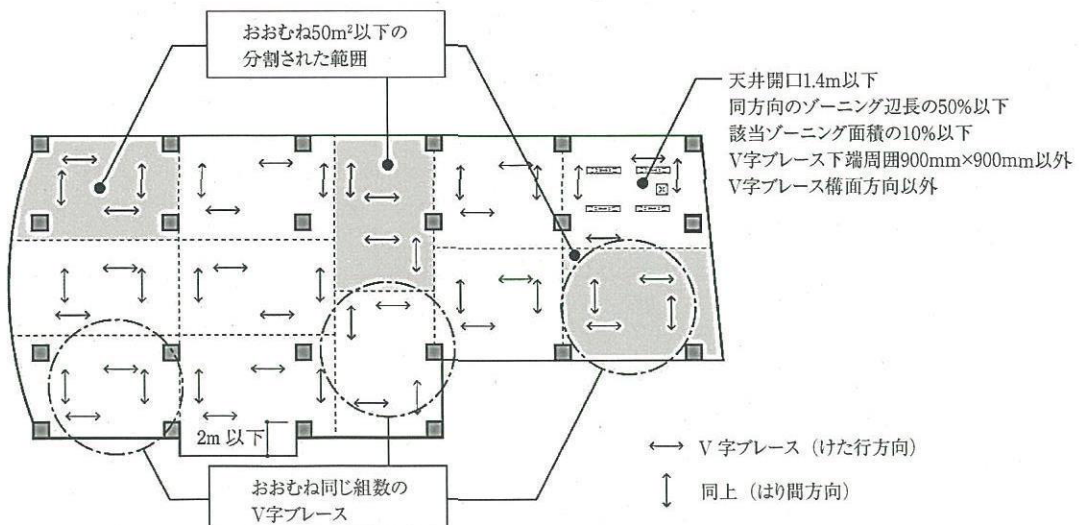 おおむね50m²以下の
分割された範囲
天井開口1.4m以下
同方向のゾーニング辺長の50%以下
該当ゾーニング面積の10%以下
V字ブレース下端周囲900mm×900mm以外
V字ブレース構面方向以外
2m 以下
おおむね同じ組数の
V字ブレース
V 字ブレース（けた行方向）
同上（はり間方向）